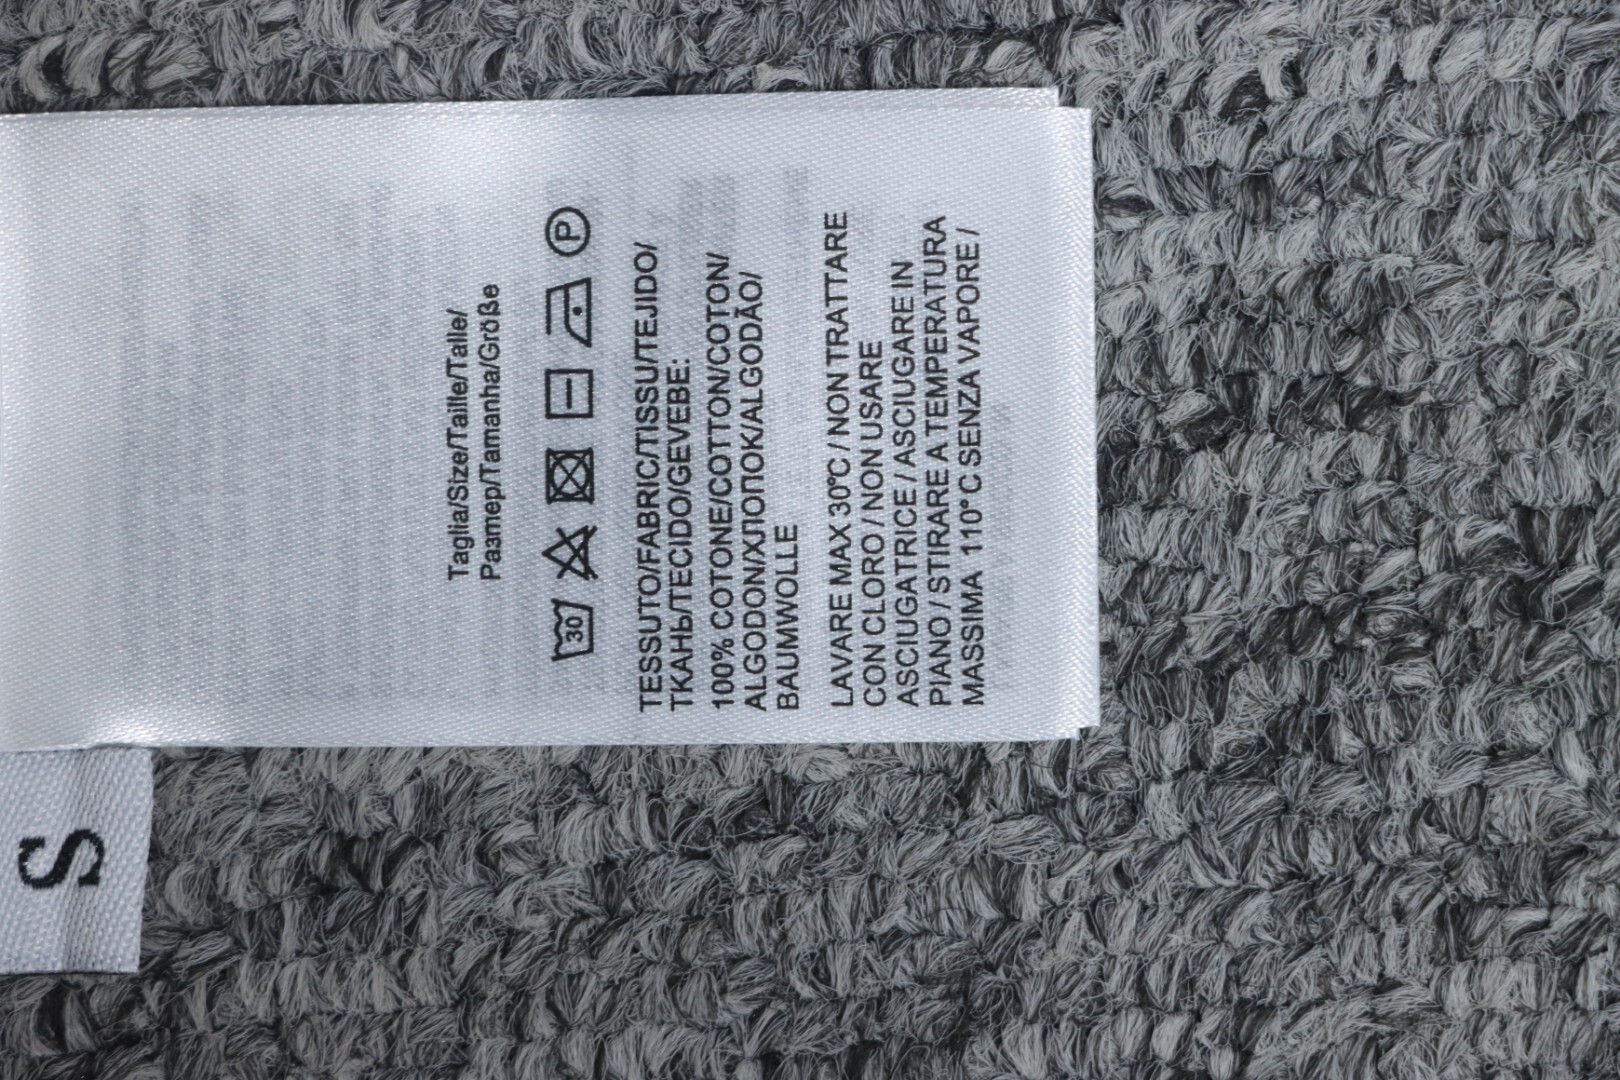 Taglia/Size/Taille/Talle/
Размер/Tamanha/Größe
30 P
TESSUTO/FABRIC/TISSU/TEJIDO/
ТКАНЬ/TECIDO/GEVEBE:
100% COTONE/COTTON/COTON/
ALGODON/ХЛОПОК/ALGODÃO/
BAUMWOLLE
LAVARE MAX 30°C / NON TRATTARE
CON CLORO / NON USARE
ASCIUGATRICE / ASCIUGARE IN
PIANO / STIRARE A TEMPERATURA
MASSIMA 110° C SENZA VAPORE /
S